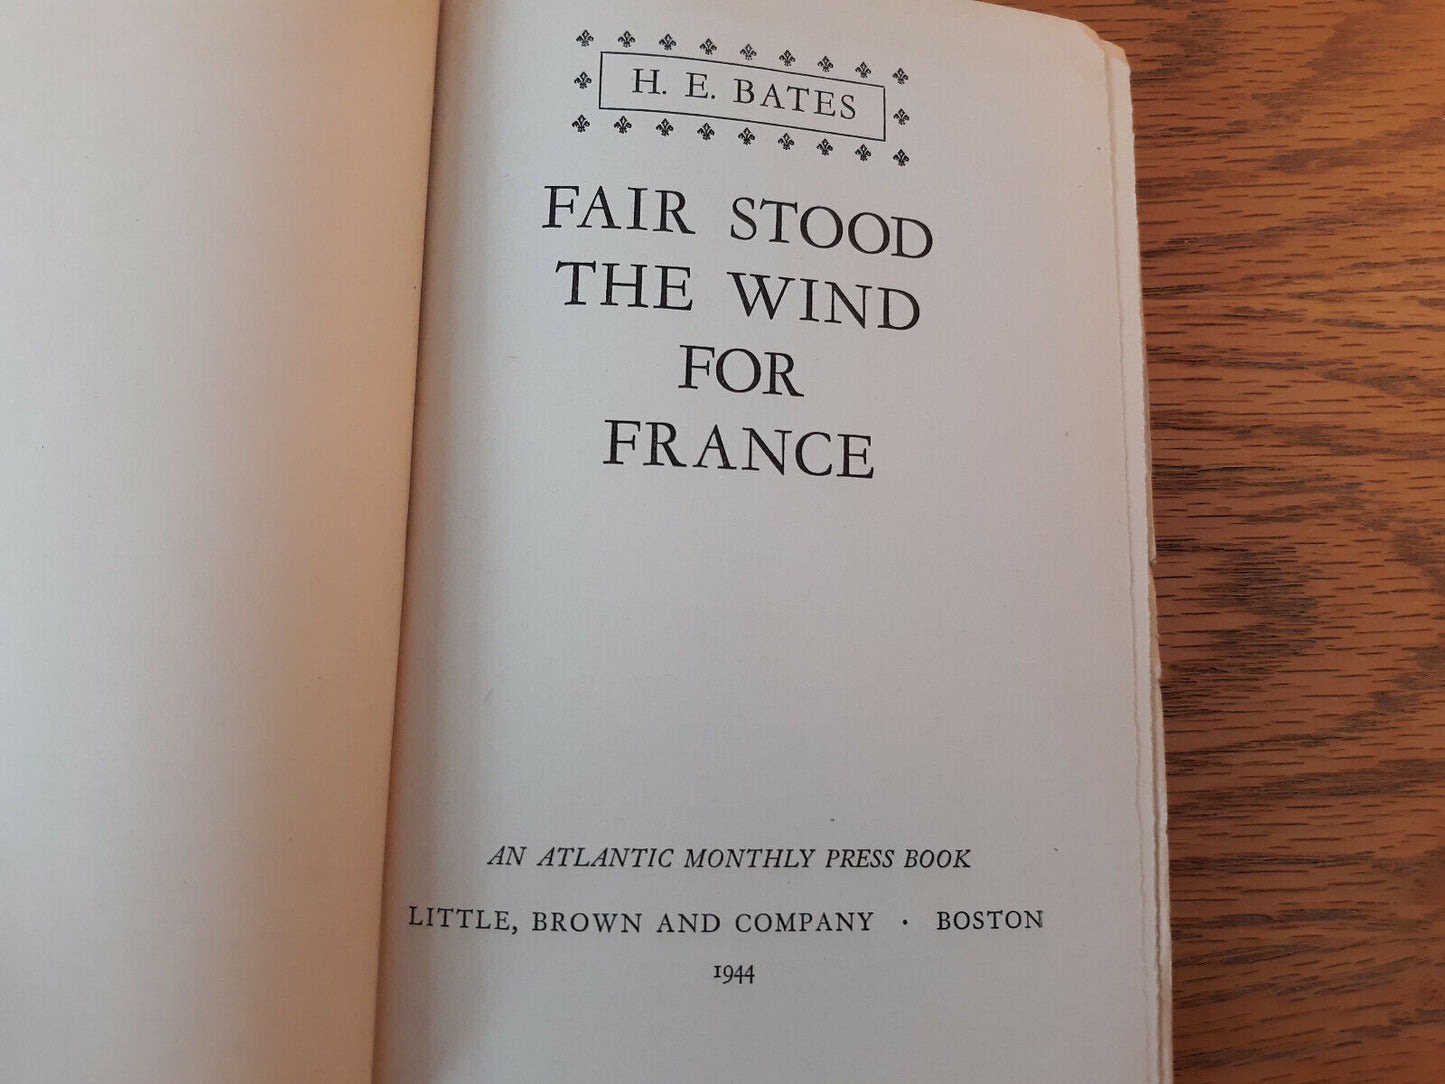 H. E. BATES
FAIR STOOD
THE WIND
FOR
FRANCE
AN ATLANTIC MONTHLY PRESS BOOK
LITTLE, BROWN AND COMPANY · BOSTON
1944